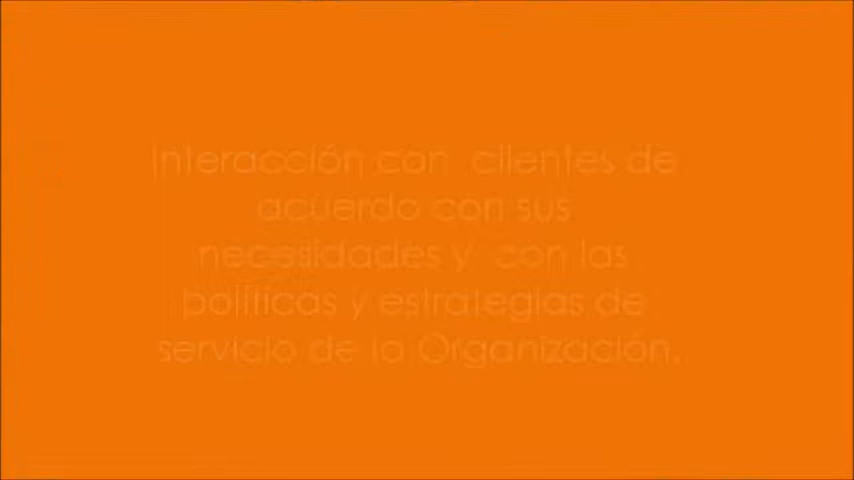 Interacción con clientes de
acuerdo con sus
necesidades y con las
políticas y estrategias de
servicio de la Organización.